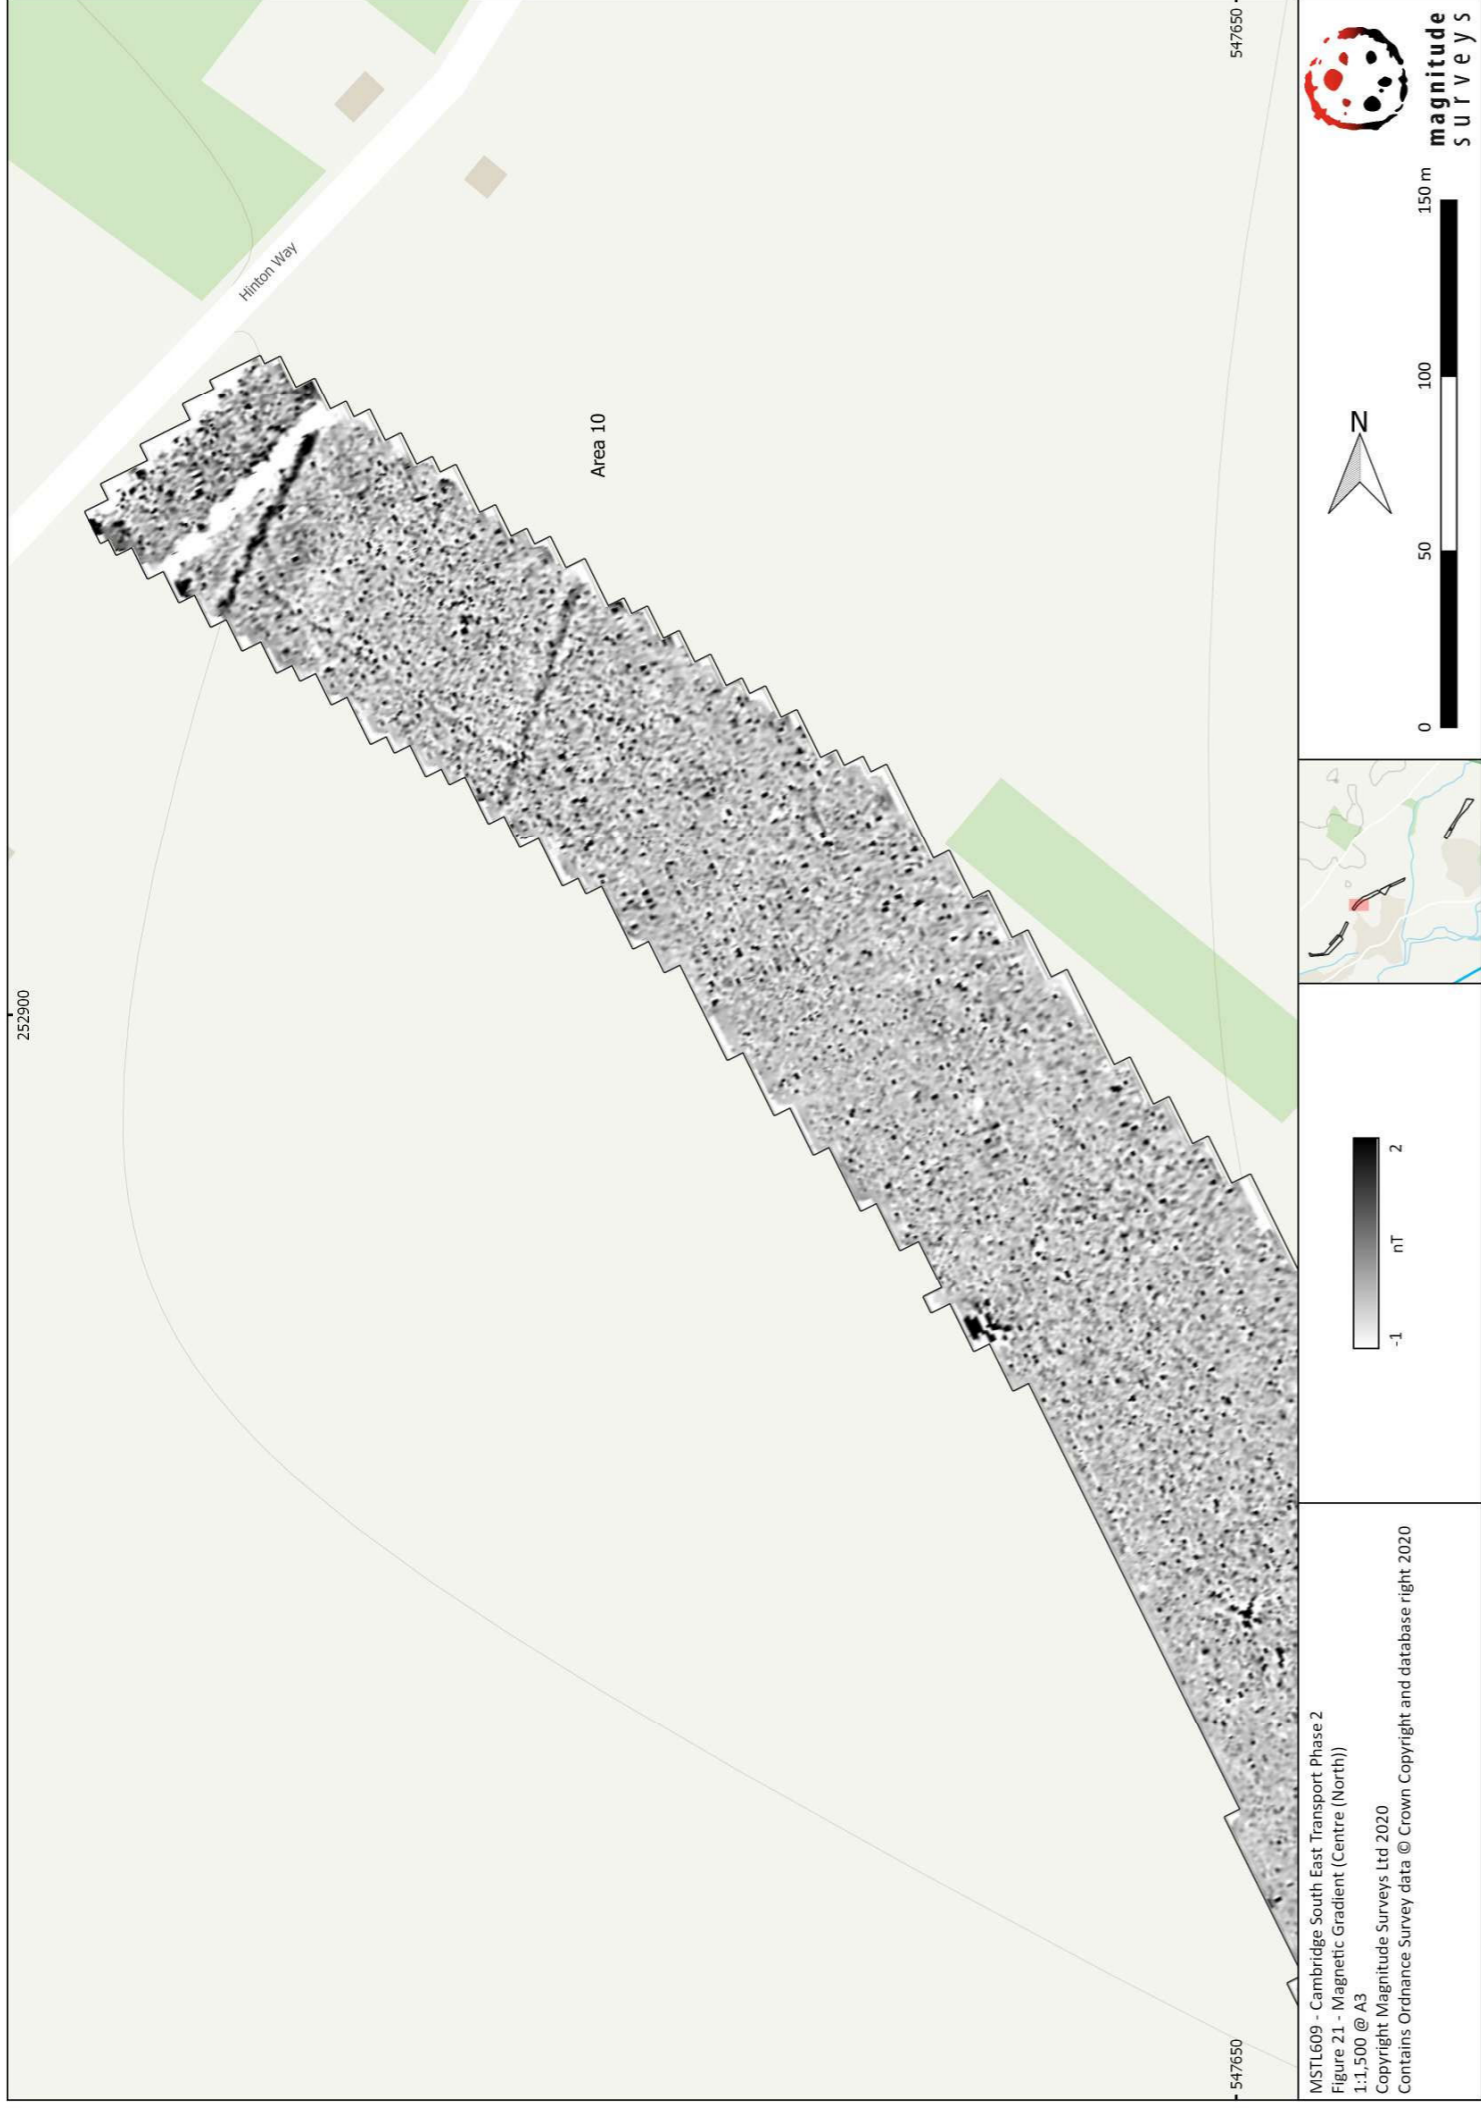 252900
547650
547650
Hinton Way
Area 10
MSTL609 - Cambridge South East Transport Phase 2
Figure 21 - Magnetic Gradient (Centre (North))
1:1,500 @ A3
Copyright Magnitude Surveys Ltd 2020
Contains Ordnance Survey data © Crown Copyright and database right 2020
-1
nT
2
N
0
50
100
150 m
magnitude
surveys